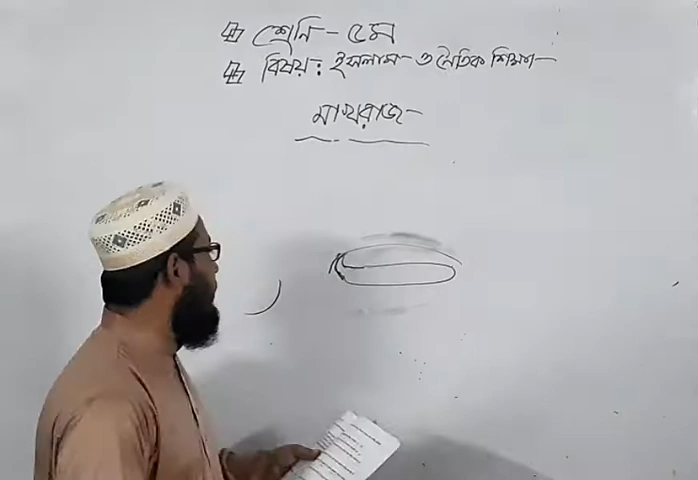 শ্রেনি - ৫ম
বিষয়: ইসলাম ও নৈতিক শিক্ষা
মাখরাজ